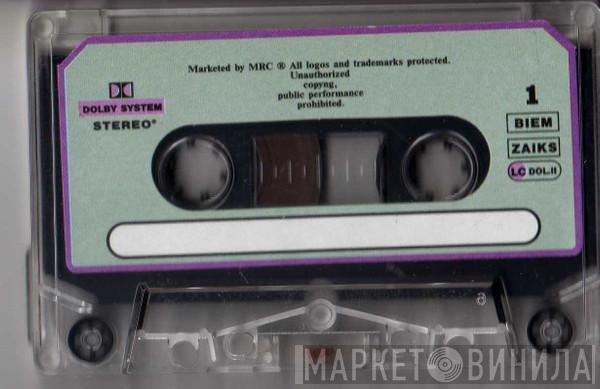 Marketed by MRC ® All logos and trademarks protected.
Unauthorized
copyng,
public performance
prohibited.
DOLBY SYSTEM
STEREO®
1
BIEM
ZAIKS
LC DOL.II
МАРКЕТ ВИНИЛА